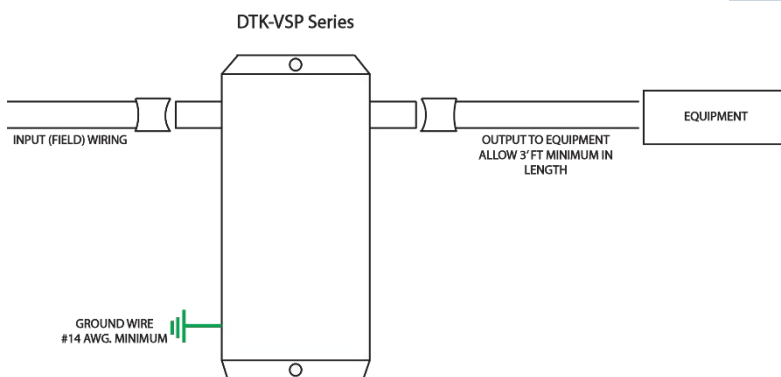 DTK-VSP Series
INPUT (FIELD) WIRING
OUTPUT TO EQUIPMENT
ALLOW 3' FT MINIMUM IN
LENGTH
EQUIPMENT
GROUND WIRE
#14 AWG. MINIMUM